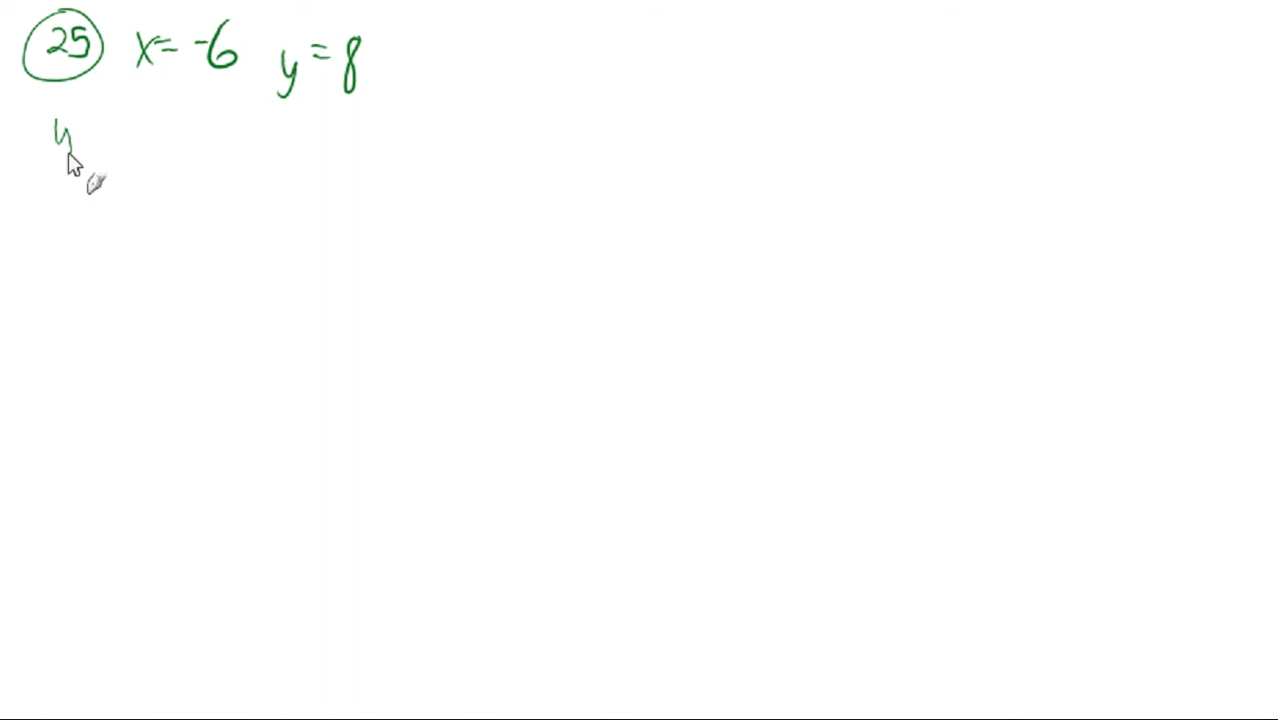 25 x = -6 y = 8
y